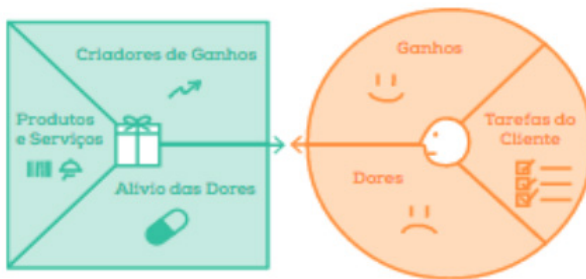 Criadores de Ganhos
Produtos
e Serviços
Alívio das Dores
Ganhos
Tarefas do
Cliente
Dores